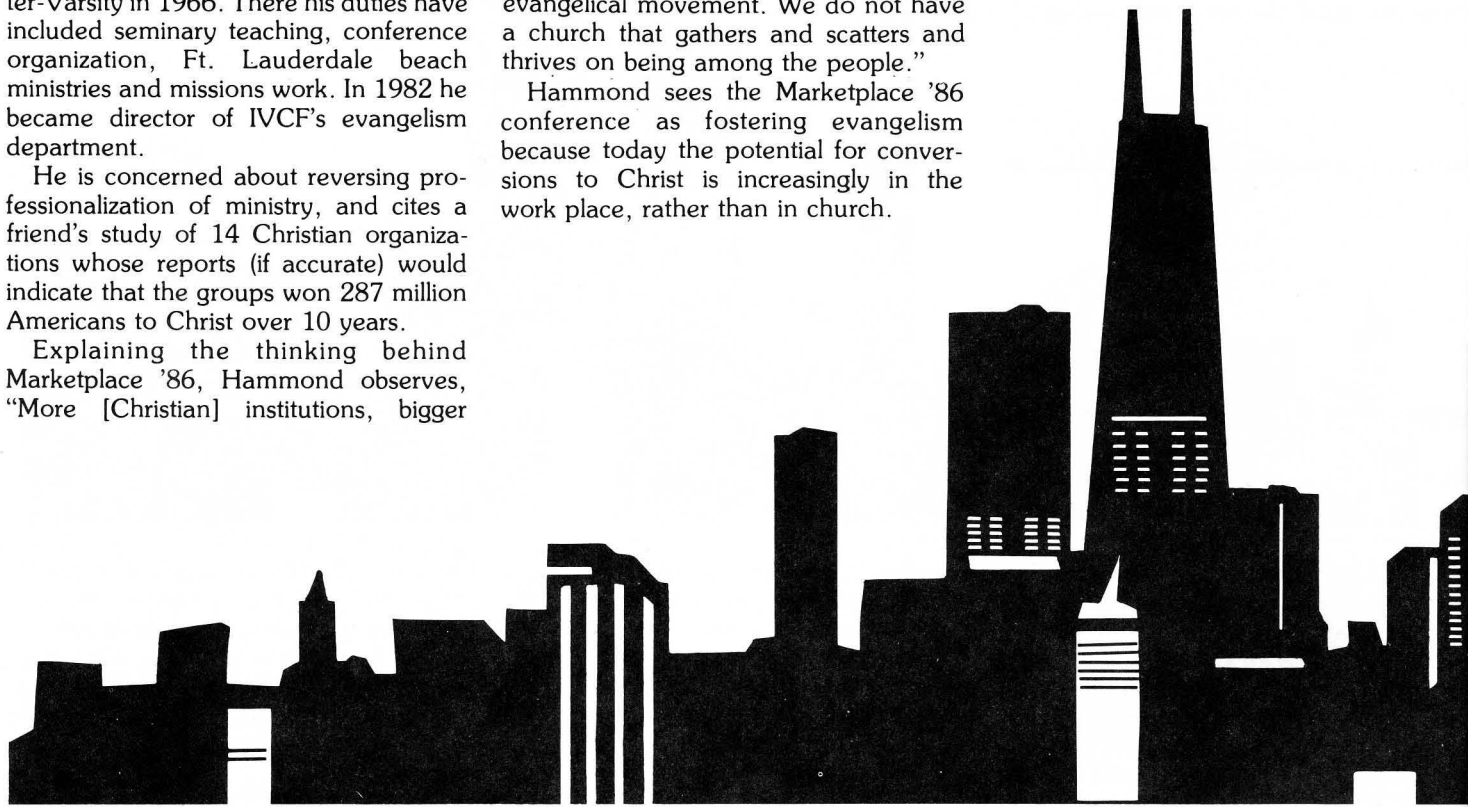 ter-Varsity in 1966. There his duties have
included seminary teaching, conference
organization, Ft. Lauderdale beach
ministries and missions work. In 1982 he
became director of IVCF's evangelism
department.
He is concerned about reversing pro-
fessionalization of ministry, and cites a
friend's study of 14 Christian organiza-
tions whose reports (if accurate) would
indicate that the groups won 287 million
Americans to Christ over 10 years.
Explaining the thinking behind
Marketplace '86, Hammond observes,
“More [Christian] institutions, bigger
evangelical movement. We do not have
a church that gathers and scatters and
thrives on being among the people.”
Hammond sees the Marketplace '86
conference as fostering evangelism
because today the potential for conver-
sions to Christ is increasingly in the
work place, rather than in church.